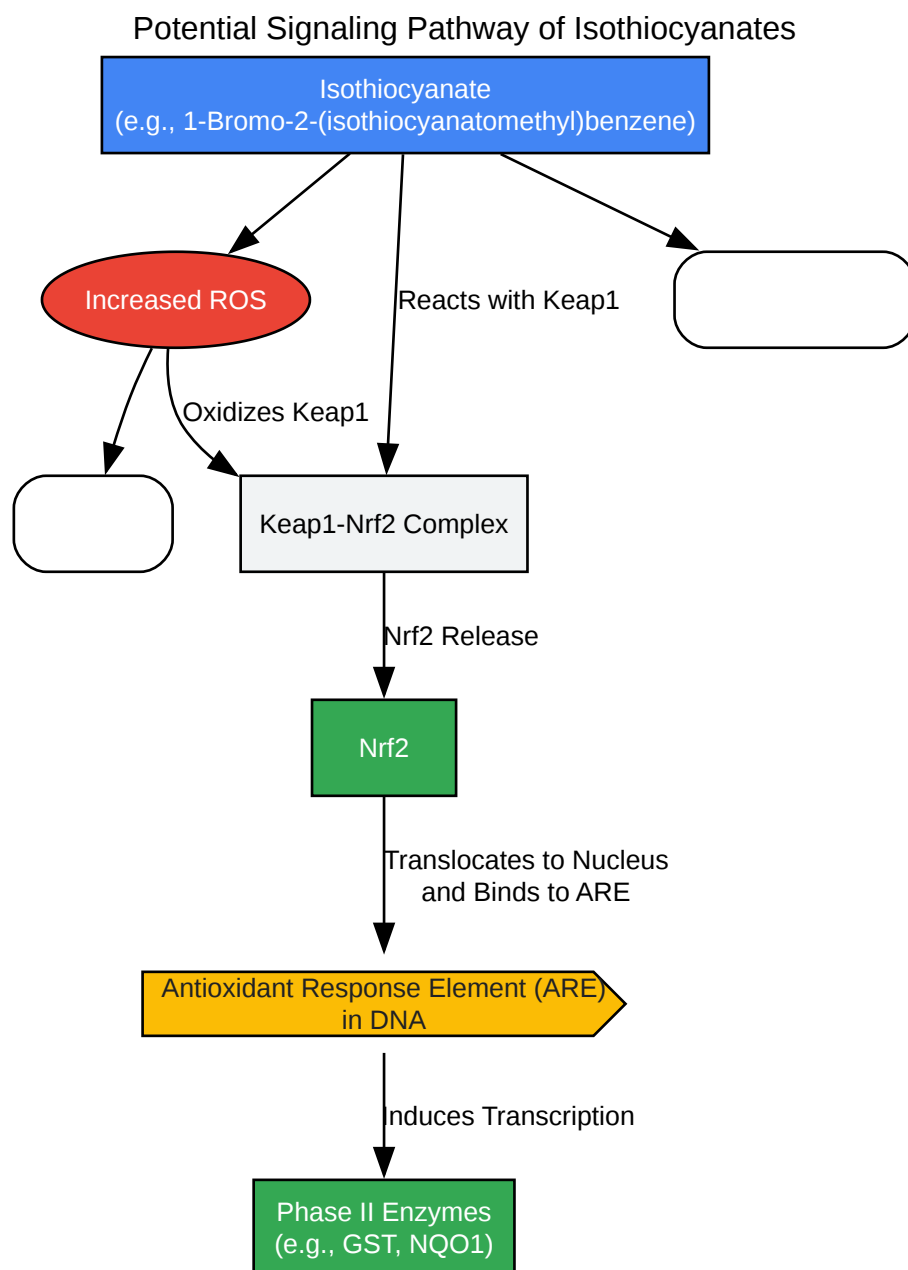 Potential Signaling Pathway of Isothiocyanates
Isothiocyanate
(e.g., 1-Bromo-2-(isothiocyanatomethyl)benzene)
Increased ROS
Reacts with Keap1
Oxidizes Keap1
Keap1-Nrf2 Complex
Nrf2 Release
Nrf2
Translocates to Nucleus
and Binds to ARE
Antioxidant Response Element (ARE)
in DNA
Induces Transcription
Phase II Enzymes
(e.g., GST, NQO1)